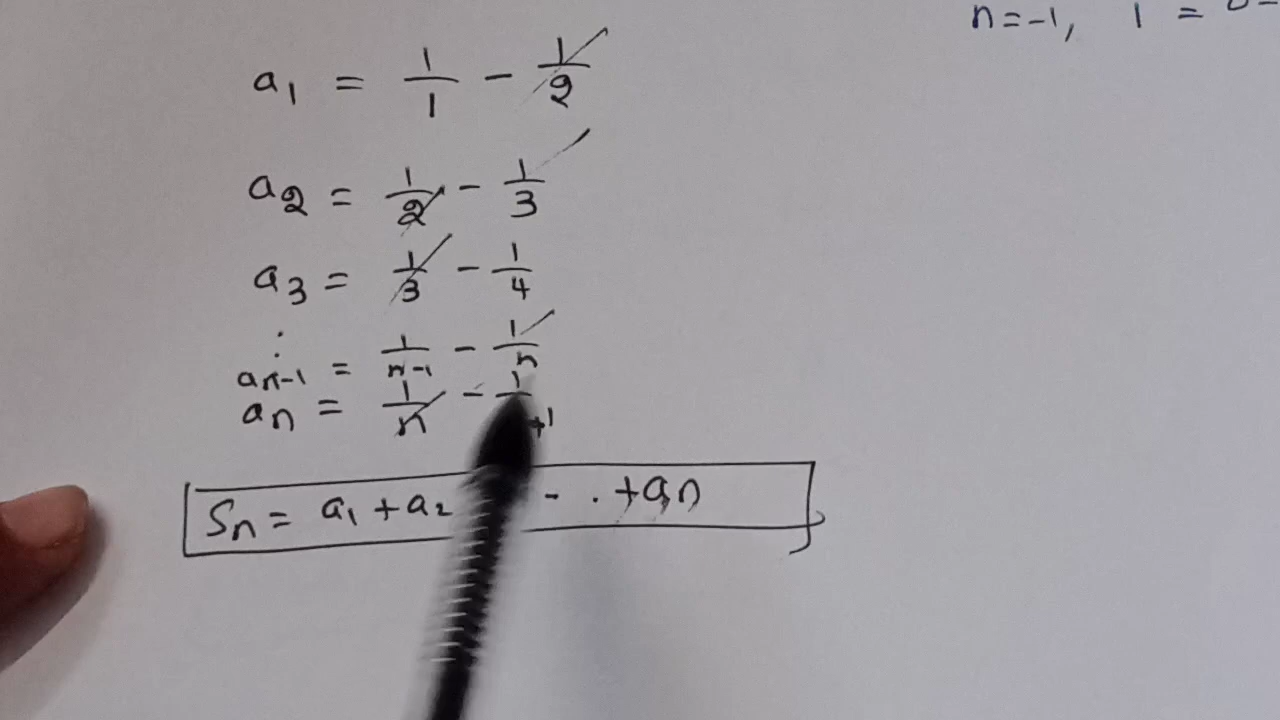 n=-1, 1 =
a₁ = 1/1 - 1/2
a₂ = 1/2 - 1/3
a₃ = 1/3 - 1/4
⋮
aₙ₋₁ = 1/n-1 - 1/n
aₙ = 1/n - 1/ +1
Sₙ = a₁ + a₂ - . + aₙ